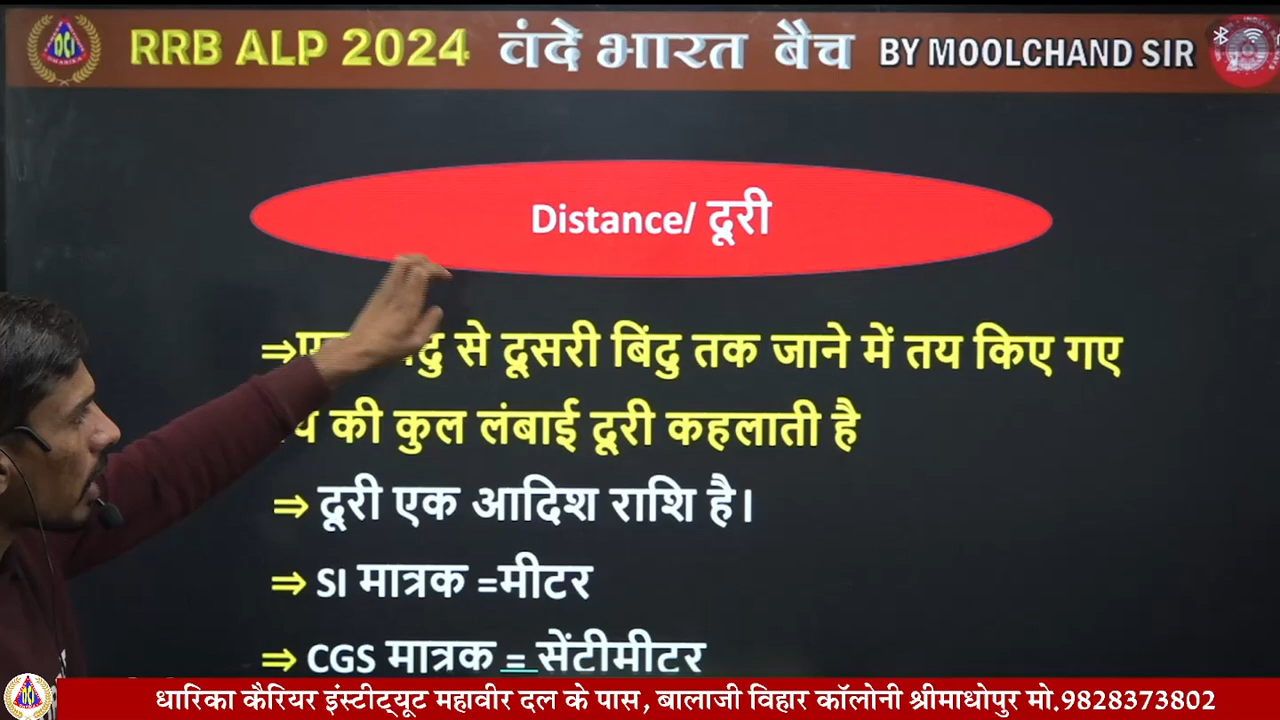 DCI
RRB ALP 2024 वंदे भारत बैच BY MOOLCHAND SIR
Distance/ दूरी
⇒ से दूसरी बिंदु तक जाने में तय किए गए
की कुल लंबाई दूरी कहलाती है
⇒ दूरी एक आदिश राशि है।
⇒ SI मात्रक =मीटर
⇒ CGS मात्रक = सेंटीमीटर
धारिका कैरियर इंस्टीट्यूट महावीर दल के पास, बालाजी विहार कॉलोनी श्रीमाधोपुर मो.9828373802